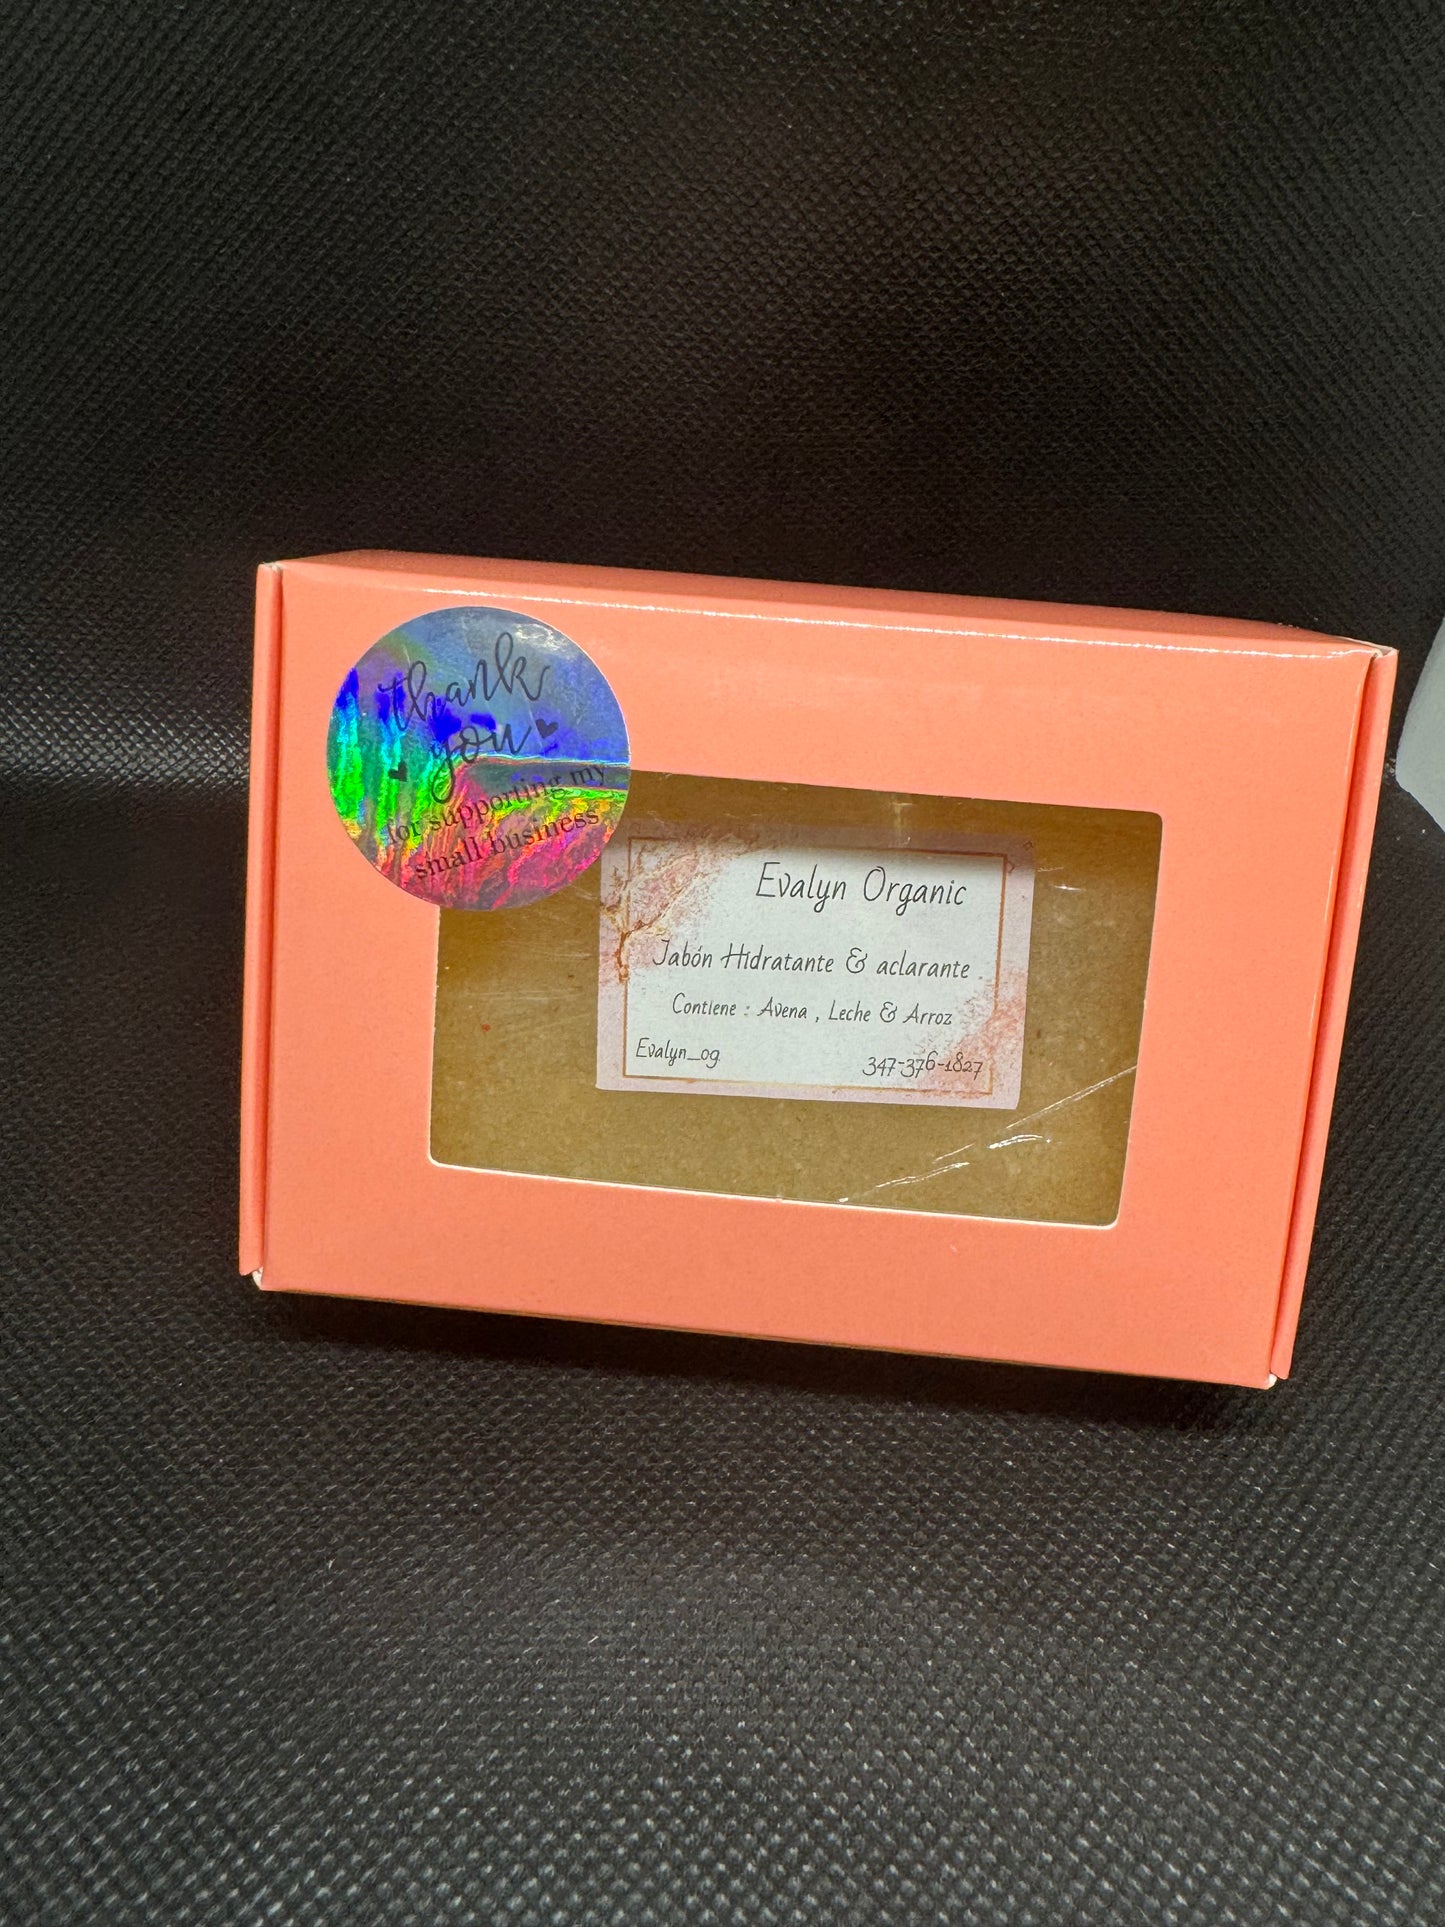 thank
you
for supporting my
small business
Evalyn Organic
Jabón Hidratante & aclarante .
Contiene : Avena , Leche & Arroz
Evalyn_og
347-376-1827